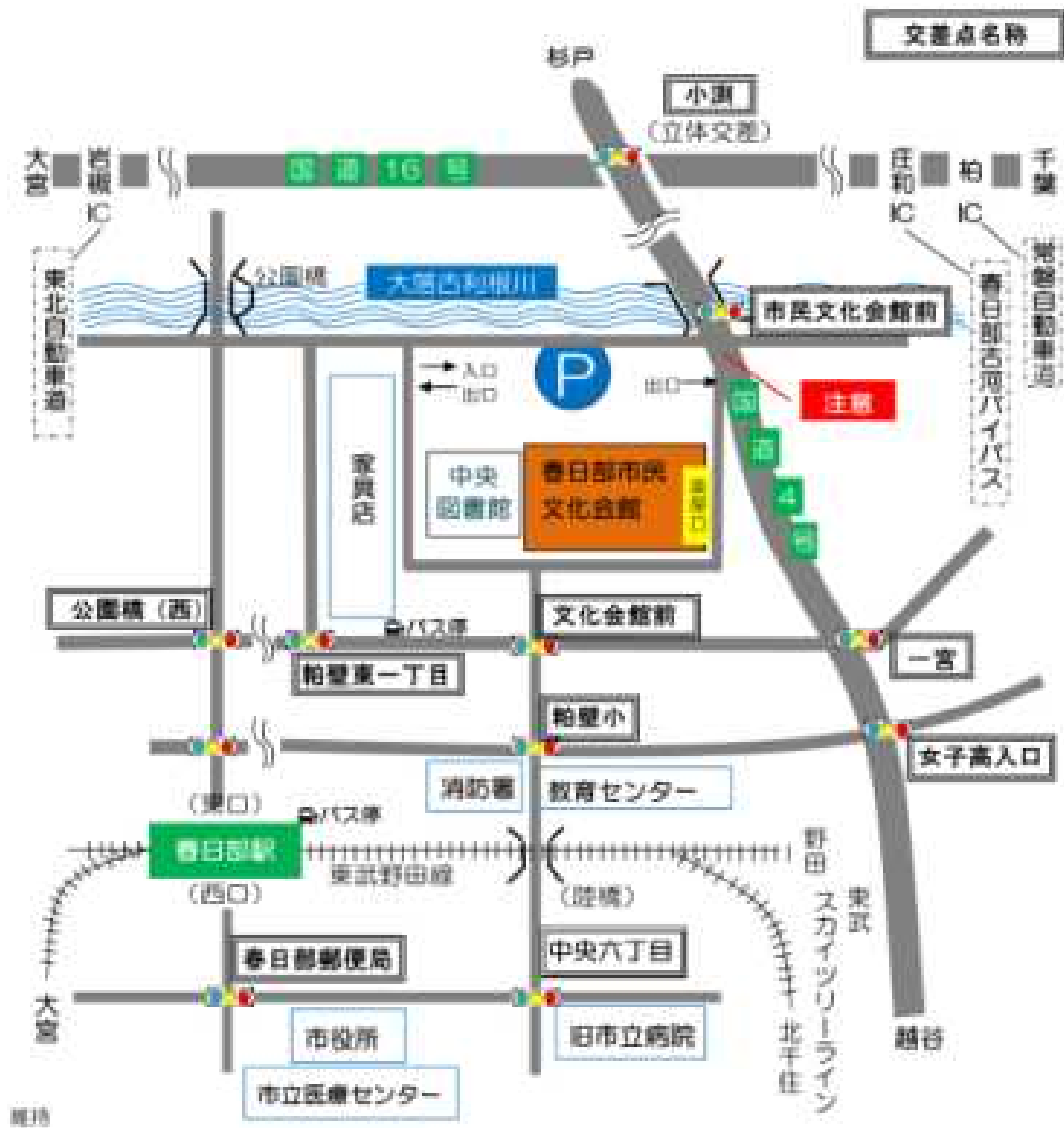 交差点名称
杉戸
小渕
(立体交差)
大宮
岩槻
IC
国道16号
庄和
IC
柏
IC
千葉
東北自動車道
公園橋
大落古利根川
市民文化会館前
春日部古河バイパス
常磐自動車道
入口
出口
P
出口
注意
国道4号
家具店
中央
図書館
春日部市民
文化会館
公園橋(西)
バス停
文化会館前
一宮
粕壁東一丁目
粕壁小
女子高入口
消防署
教育センター
(東口)
バス停
春日部駅
東武野田線
(西口)
(陸橋)
野田
東武
スカイツリーライン
春日部郵便局
中央六丁目
大宮
北千住
市役所
旧市立病院
越谷
市立医療センター